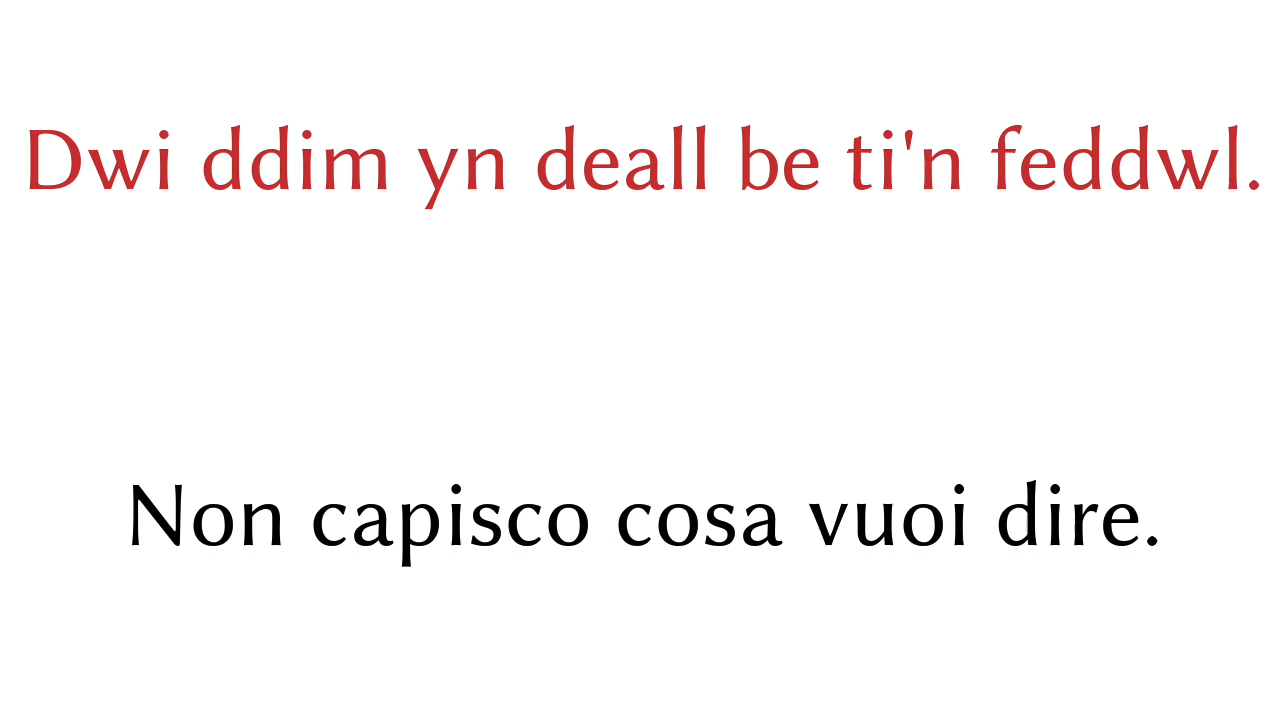 Dwi ddim yn deall be ti'n feddwl.
Non capisco cosa vuoi dire.